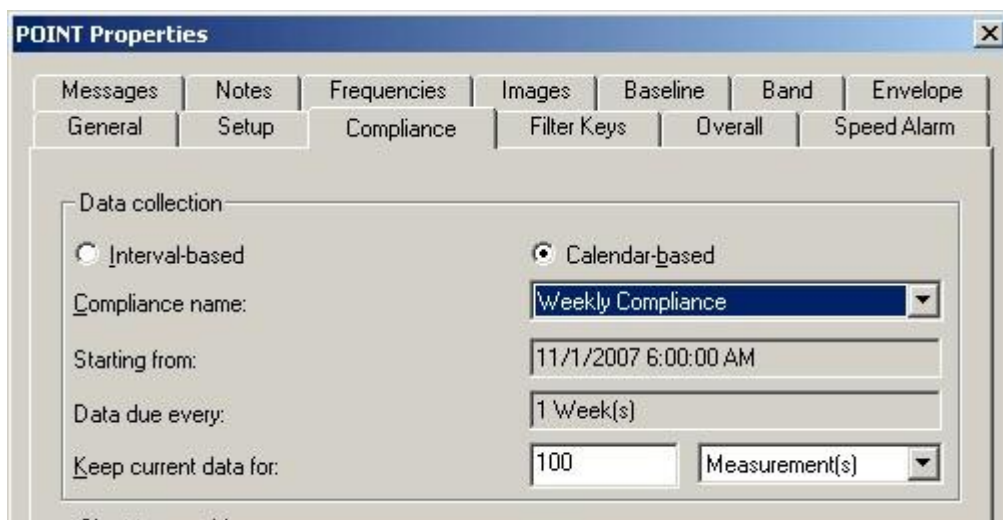 POINT Properties
Messages Notes Frequencies Images Baseline Band Envelope
General Setup Compliance Filter Keys Overall Speed Alarm
Data collection
Interval-based Calendar-based
Compliance name: Weekly Compliance
Starting from: 11/1/2007 6:00:00 AM
Data due every: 1 Week(s)
Keep current data for: 100 Measurement(s)